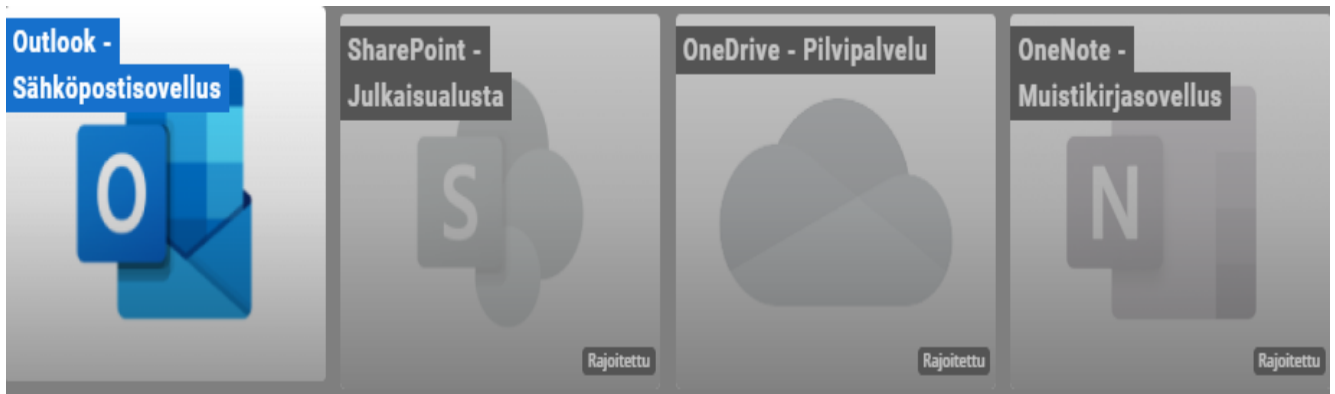 Outlook -
Sähköpostisovellus
O
SharePoint -
Julkaisualusta
S
Rajoitettu
OneDrive - Pilvipalvelu
Rajoitettu
OneNote -
Muistikirjasovellus
N
Rajoitettu